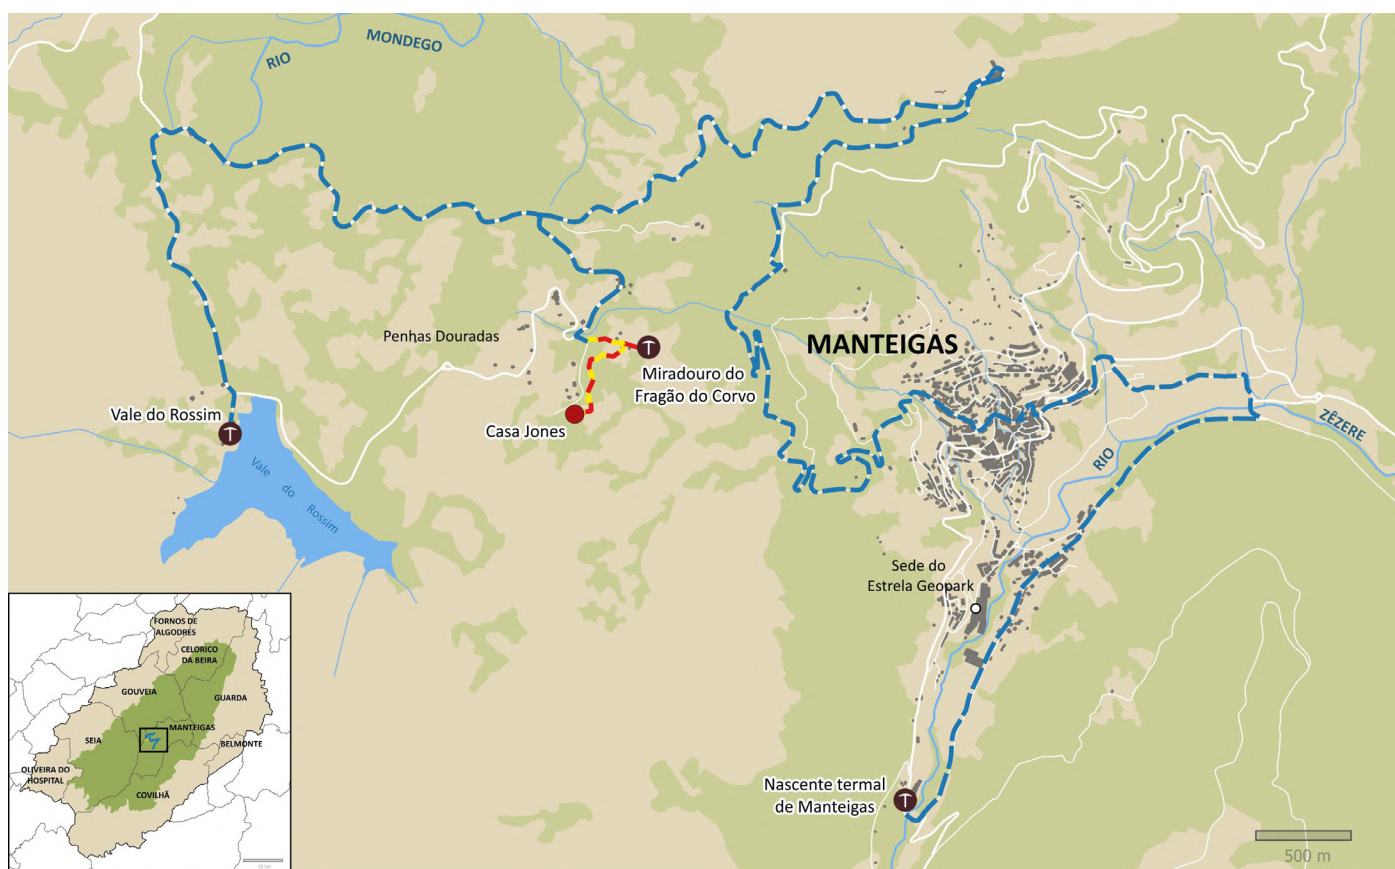 MONDEGO
RIO
MANTEIGAS
Penhas Douradas
Miradouro do
Fragão do Corvo
Vale do Rossim
Casa Jones
ZÊZERE
RIO
Vale do Rossim
Sede do
Estrela Geopark
Nascente termal
de Manteigas
500 m
FORNOS DE
ALGODRES
CELORICO
DA BEIRA
GOUVEIA
GUARDA
MANTEIGAS
SEIA
BELMONTE
OLIVEIRA DO
HOSPITAL
COVILHÃ
10 km